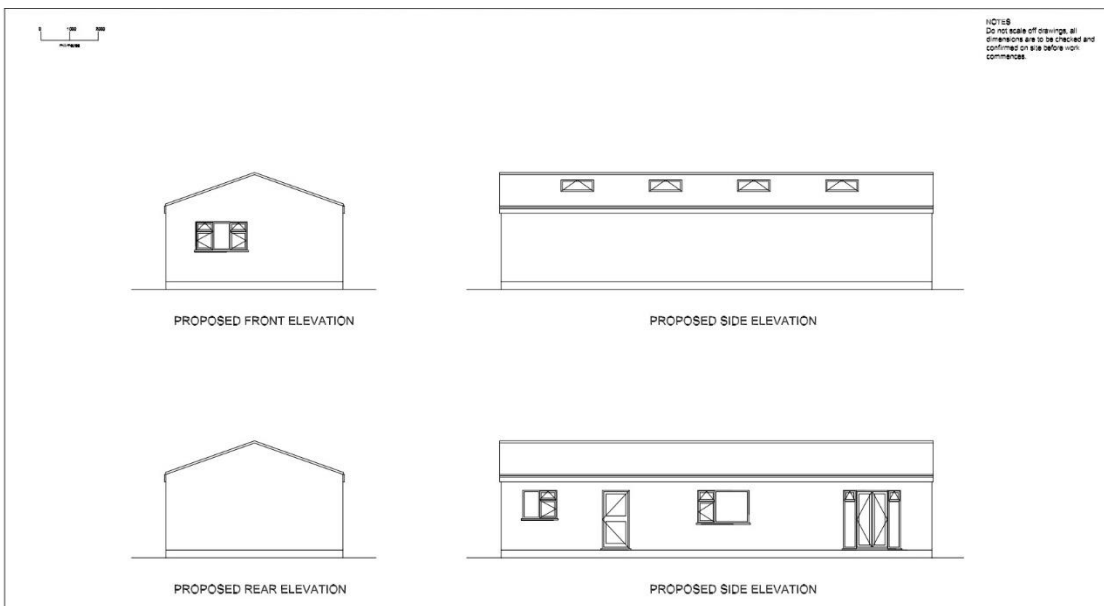 0 1000 2000
NOTES
Do not scale off drawings, all
dimensions are to be checked and
confirmed on site before work
commences.
PROPOSED FRONT ELEVATION
PROPOSED SIDE ELEVATION
PROPOSED REAR ELEVATION
PROPOSED SIDE ELEVATION